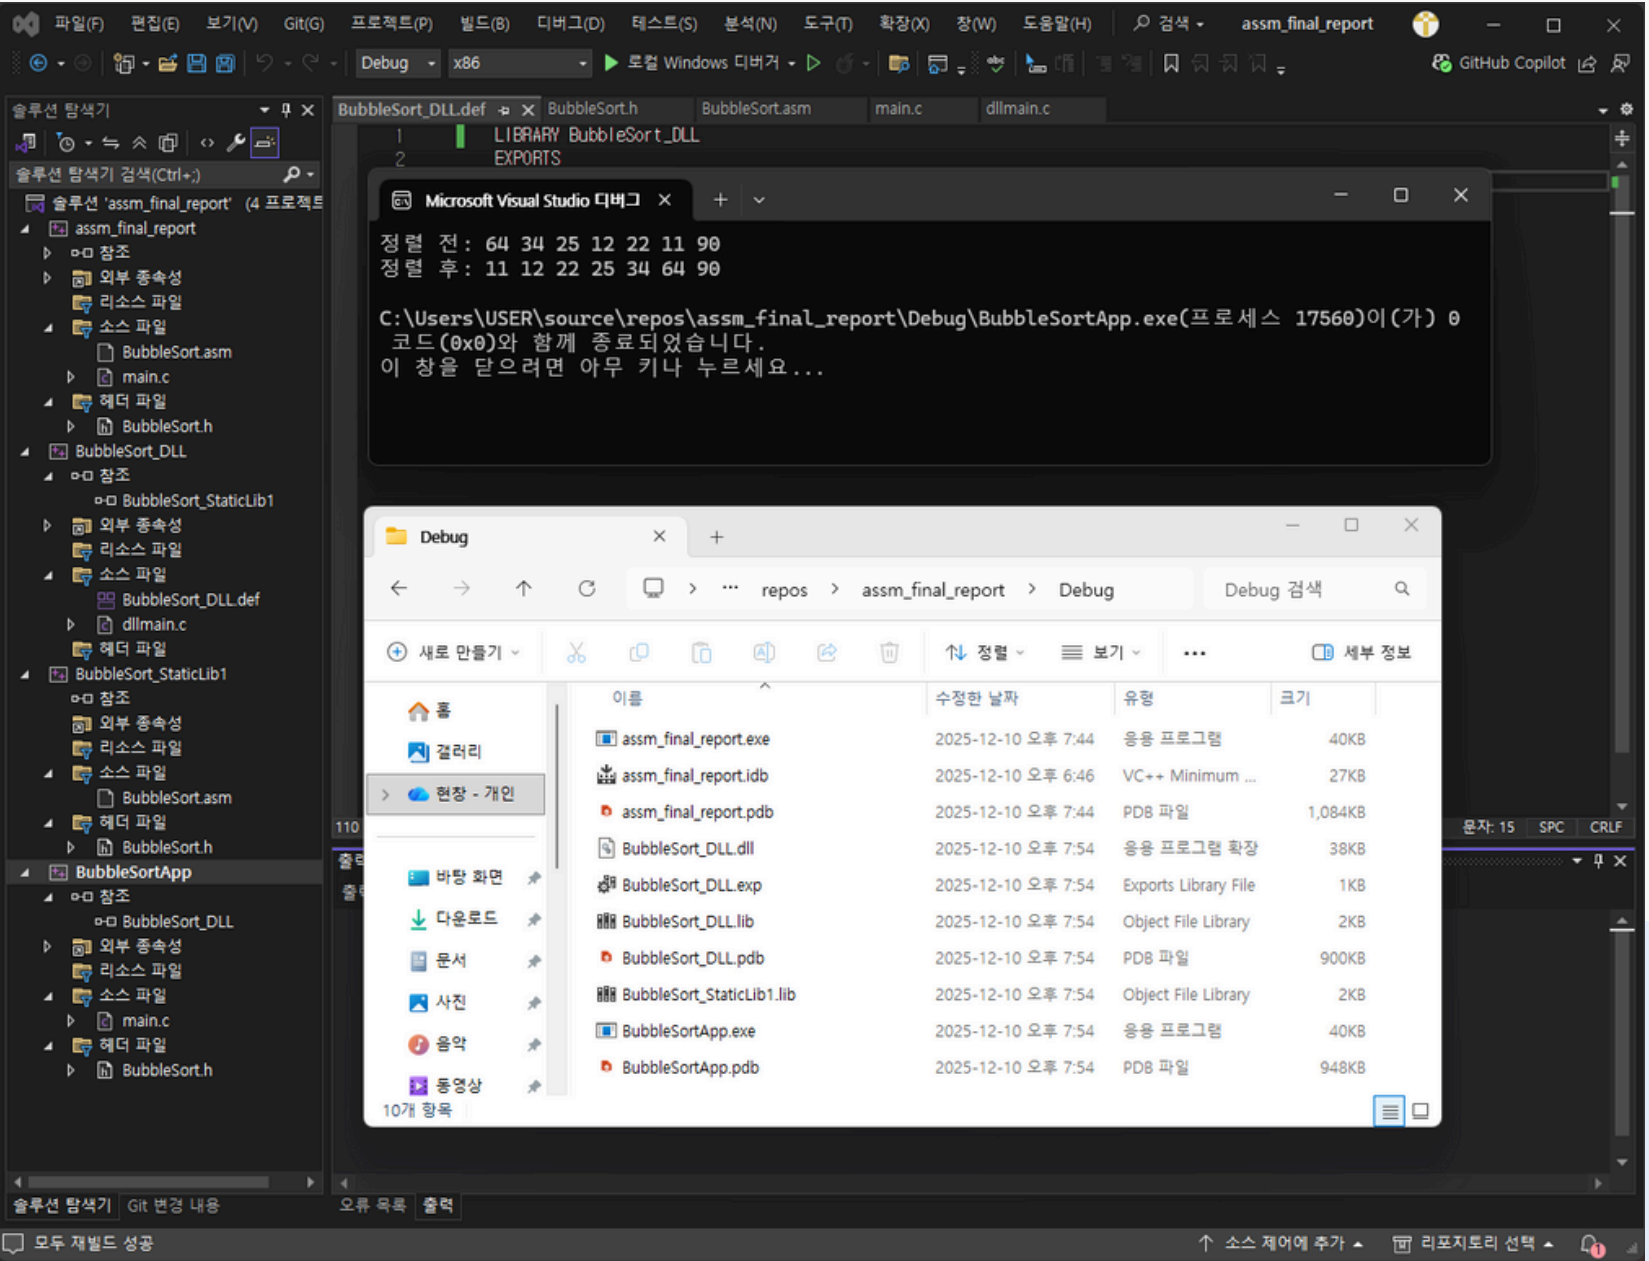 파일(F) 편집(E) 보기(V) Git(G) 프로젝트(P) 빌드(B) 디버그(D) 테스트(S) 분석(N) 도구(T) 확장(X) 창(W) 도움말(H) 검색 assm_final_report
Debug x86 로컬 Windows 디버거 GitHub Copilot
솔루션 탐색기
솔루션 탐색기 검색(Ctrl+;)
솔루션 'assm_final_report' (4 프로젝트
assm_final_report
참조
외부 종속성
리소스 파일
소스 파일
BubbleSort.asm
main.c
헤더 파일
BubbleSort.h
BubbleSort_DLL
참조
BubbleSort_StaticLib1
외부 종속성
리소스 파일
소스 파일
BubbleSort_DLL.def
dllmain.c
헤더 파일
BubbleSort_StaticLib1
참조
외부 종속성
리소스 파일
소스 파일
BubbleSort.asm
헤더 파일
BubbleSort.h
BubbleSortApp
참조
BubbleSort_DLL
외부 종속성
리소스 파일
소스 파일
main.c
헤더 파일
BubbleSort.h
솔루션 탐색기 Git 변경 내용
BubbleSort_DLL.def BubbleSort.h BubbleSort.asm main.c dllmain.c
1 LIBRARY BubbleSort_DLL
2 EXPORTS
Microsoft Visual Studio 디버그
정렬 전: 64 34 25 12 22 11 90
정렬 후: 11 12 22 25 34 64 90
C:\Users\USER\source\repos\assm_final_report\Debug\BubbleSortApp.exe(프로세스 17560)이(가) 0
코드(0x0)와 함께 종료되었습니다.
이 창을 닫으려면 아무 키나 누르세요...
Debug
repos assm_final_report Debug Debug 검색
새로 만들기 정렬 보기 세부 정보
홈
갤러리
현창 - 개인
바탕 화면
다운로드
문서
사진
음악
동영상
이름 수정한 날짜 유형 크기
assm_final_report.exe 2025-12-10 오후 7:44 응용 프로그램 40KB
assm_final_report.idb 2025-12-10 오후 6:46 VC++ Minimum ... 27KB
assm_final_report.pdb 2025-12-10 오후 7:44 PDB 파일 1,084KB
BubbleSort_DLL.dll 2025-12-10 오후 7:54 응용 프로그램 확장 38KB
BubbleSort_DLL.exp 2025-12-10 오후 7:54 Exports Library File 1KB
BubbleSort_DLL.lib 2025-12-10 오후 7:54 Object File Library 2KB
BubbleSort_DLL.pdb 2025-12-10 오후 7:54 PDB 파일 900KB
BubbleSort_StaticLib1.lib 2025-12-10 오후 7:54 Object File Library 2KB
BubbleSortApp.exe 2025-12-10 오후 7:54 응용 프로그램 40KB
BubbleSortApp.pdb 2025-12-10 오후 7:54 PDB 파일 948KB
10개 항목
110 문자: 15 SPC CRLF
오류 목록 출력
모두 재빌드 성공 소스 제어에 추가 리포지토리 선택 1